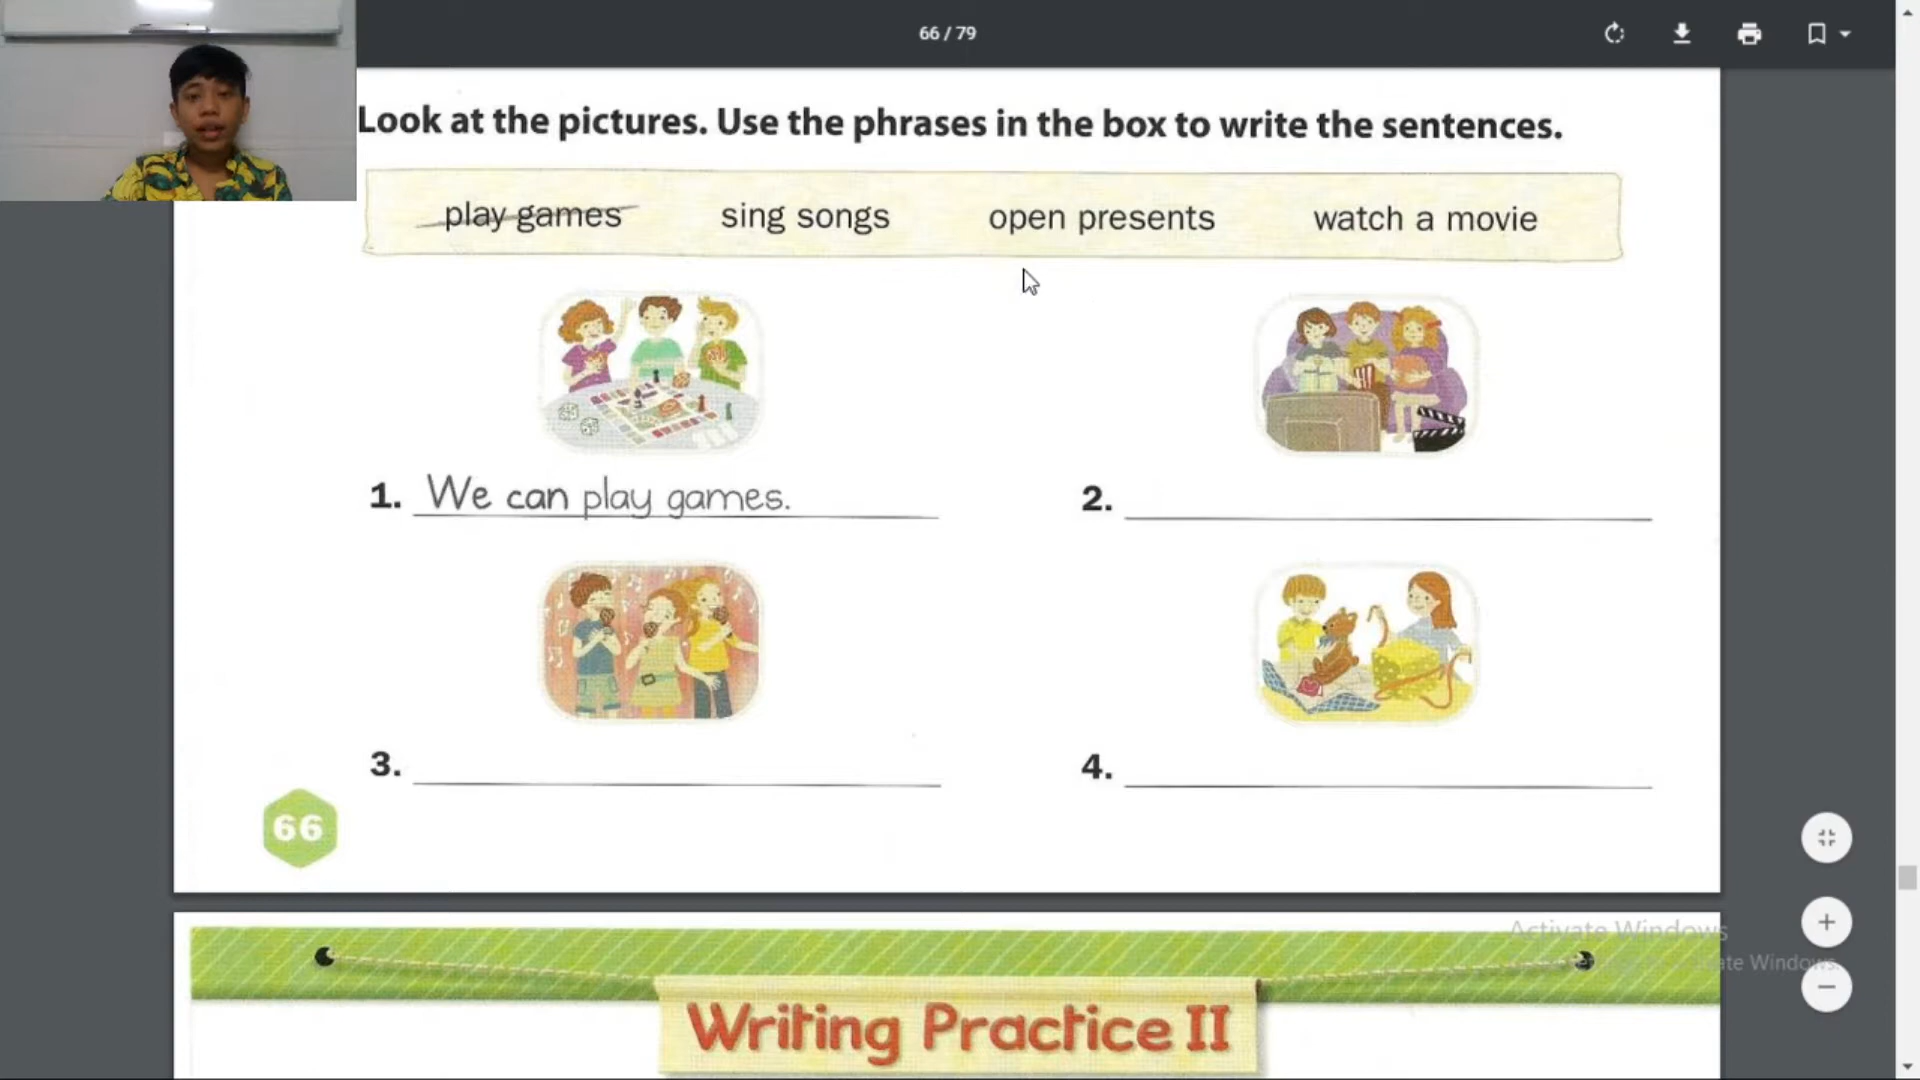 66 / 79
Look at the pictures. Use the phrases in the box to write the sentences.
play games sing songs open presents watch a movie
1. We can play games. 2.
3. 4.
66
Activate Windows
ate Windows.
Writing Practice II